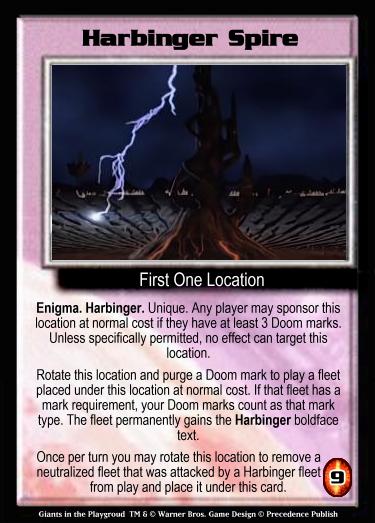 Harbinger Spire
First One Location
Enigma. Harbinger. Unique. Any player may sponsor this
location at normal cost if they have at least 3 Doom marks.
Unless specifically permitted, no effect can target this
location.
Rotate this location and purge a Doom mark to play a fleet
placed under this location at normal cost. If that fleet has a
mark requirement, your Doom marks count as that mark
type. The fleet permanently gains the Harbinger boldface
text.
Once per turn you may rotate this location to remove a
neutralized fleet that was attacked by a Harbinger fleet
from play and place it under this card.
9
Giants in the Playgroud TM & © Warner Bros. Game Design © Precedence Publish